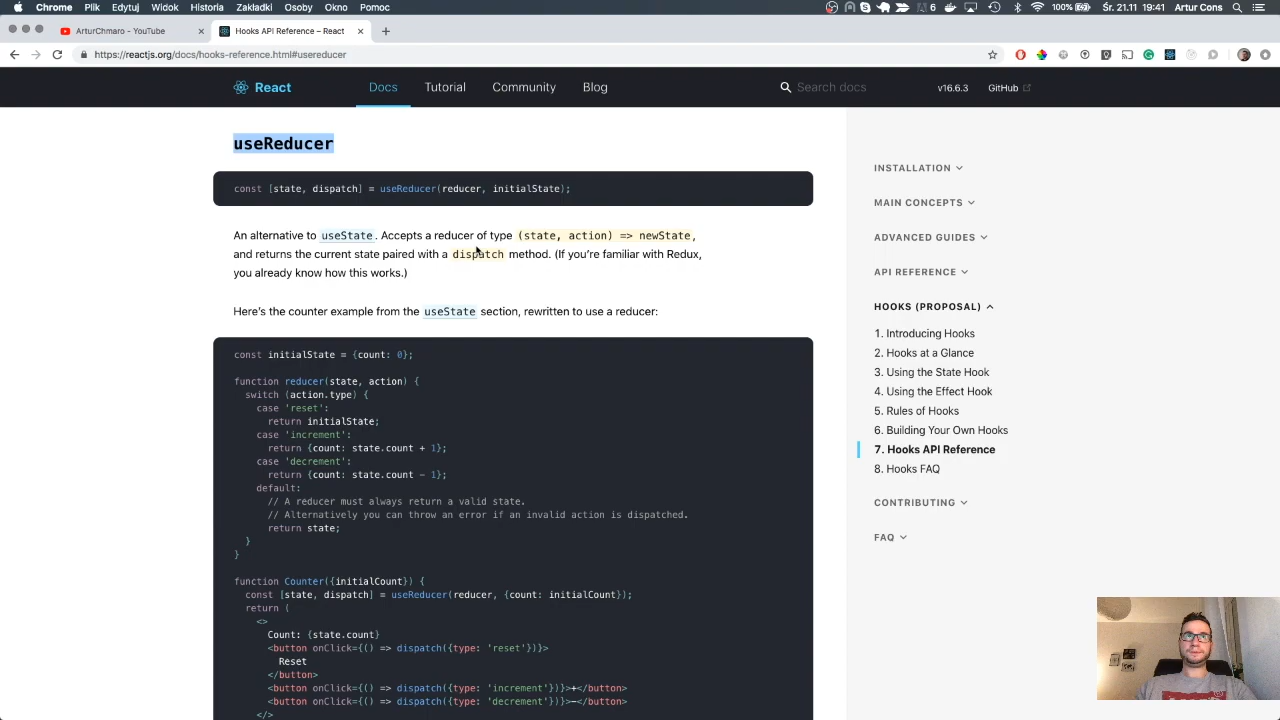 Chrome Plik Edytuj Widok Historia Zakładki Osoby Okno Pomoc
6 100% Śr. 21.11 19:41 Artur Cons
ArturChmaro - YouTube
Hooks API Reference – React
https://reactjs.org/docs/hooks-reference.html#usereducer
React Docs Tutorial Community Blog Search docs v16.6.3 GitHub
useReducer
const [state, dispatch] = useReducer(reducer, initialState);
An alternative to useState. Accepts a reducer of type (state, action) => newState,
and returns the current state paired with a dispatch method. (If you’re familiar with Redux,
you already know how this works.)
Here’s the counter example from the useState section, rewritten to use a reducer:
const initialState = {count: 0};
function reducer(state, action) {
switch (action.type) {
case 'reset':
return initialState;
case 'increment':
return {count: state.count + 1};
case 'decrement':
return {count: state.count - 1};
default:
// A reducer must always return a valid state.
// Alternatively you can throw an error if an invalid action is dispatched.
return state;
}
}
function Counter({initialCount}) {
const [state, dispatch] = useReducer(reducer, {count: initialCount});
return (
<>
Count: {state.count}
<button onClick={() => dispatch({type: 'reset'})}>
Reset
</button>
<button onClick={() => dispatch({type: 'increment'})}>+</button>
<button onClick={() => dispatch({type: 'decrement'})}>-</button>
</>
INSTALLATION
MAIN CONCEPTS
ADVANCED GUIDES
API REFERENCE
HOOKS (PROPOSAL)
1. Introducing Hooks
2. Hooks at a Glance
3. Using the State Hook
4. Using the Effect Hook
5. Rules of Hooks
6. Building Your Own Hooks
7. Hooks API Reference
8. Hooks FAQ
CONTRIBUTING
FAQ